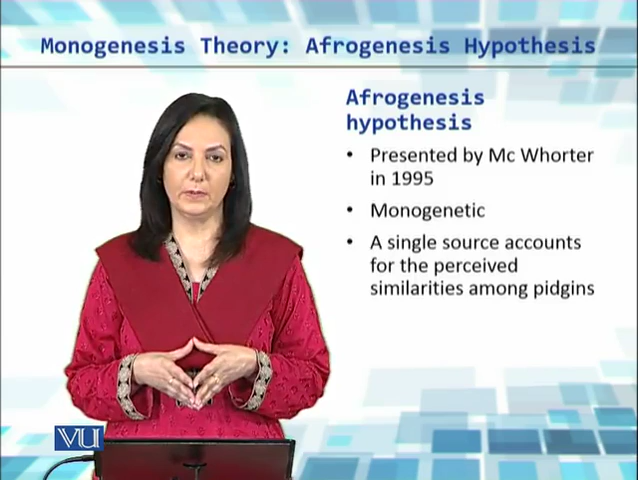 Monogenesis Theory: Afrogenesis Hypothesis
Afrogenesis
hypothesis
• Presented by Mc Whorter
in 1995
• Monogenetic
• A single source accounts
for the perceived
similarities among pidgins
VU